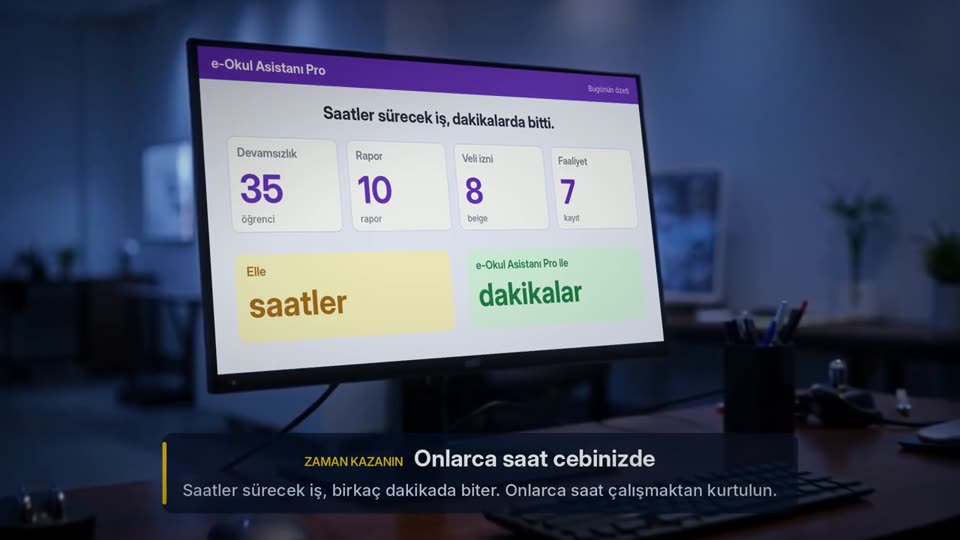 e-Okul Asistanı Pro
Bugünün özeti
Saatler sürecek iş, dakikalarda bitti.
Devamsızlık
35
öğrenci
Rapor
10
rapor
Veli izni
8
belge
Faaliyet
7
kayıt
Elle
saatler
e-Okul Asistanı Pro ile
dakikalar
ZAMAN KAZANIN Onlarca saat cebinizde
Saatler sürecek iş, birkaç dakikada biter. Onlarca saat çalışmaktan kurtulun.